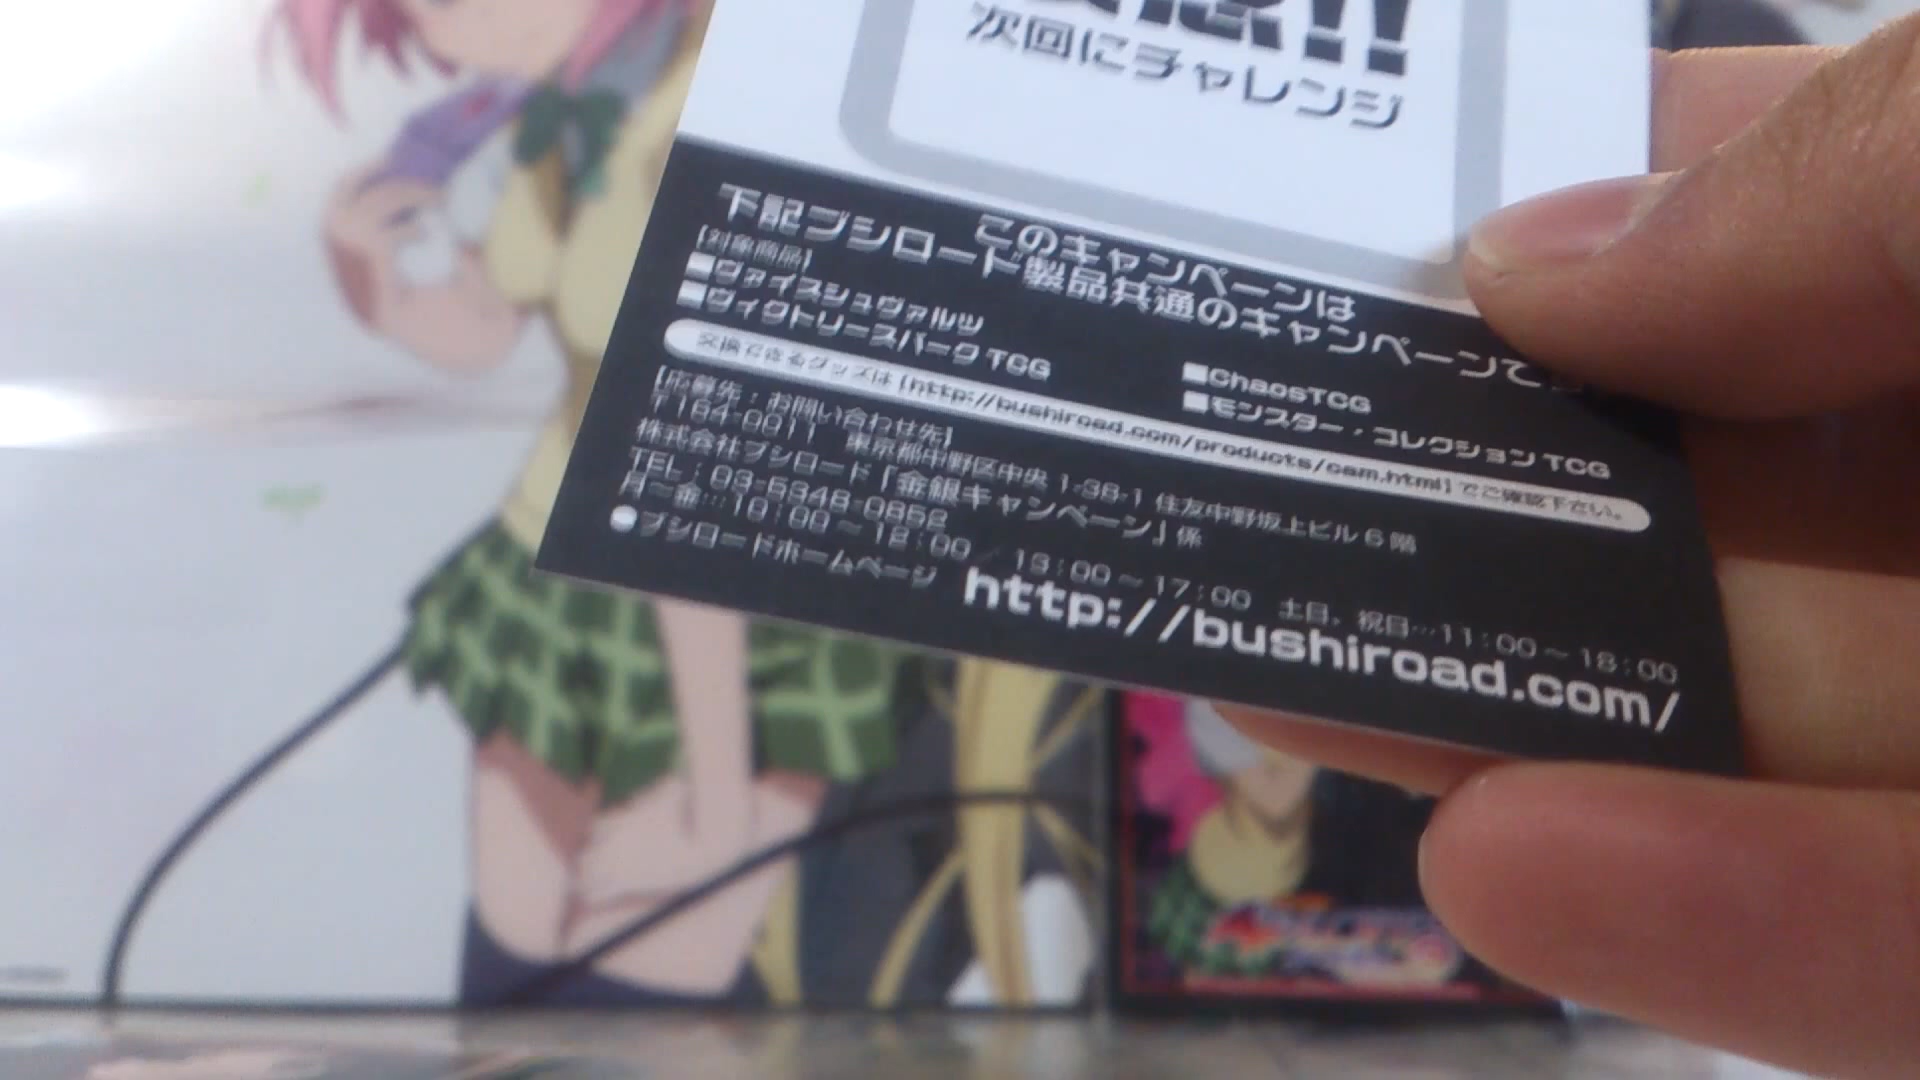 念!!
次回にチャレンジ
このキャンペーンは
下記ブシロード製品共通のキャンペーンで
[対象商品]
■ヴァイスシュヴァルツ
■ChaosTCG
■ヴィクトリースパークTCG
■モンスター・コレクションTCG
交換できるグッズは[http://bushiroad.com/products/cam.html]でご確認下さい。
[応募先:お問い合わせ先]
〒164-0011 東京都中野区中央1-38-1 住友中野坂上ビル6階
株式会社ブシロード「金銀キャンペーン」係
TEL:03-5348-0852
月～金…10:00～12:00 13:00～17:00 土日、祝日…11:00～18:00
●ブシロードホームページ http://bushiroad.com/